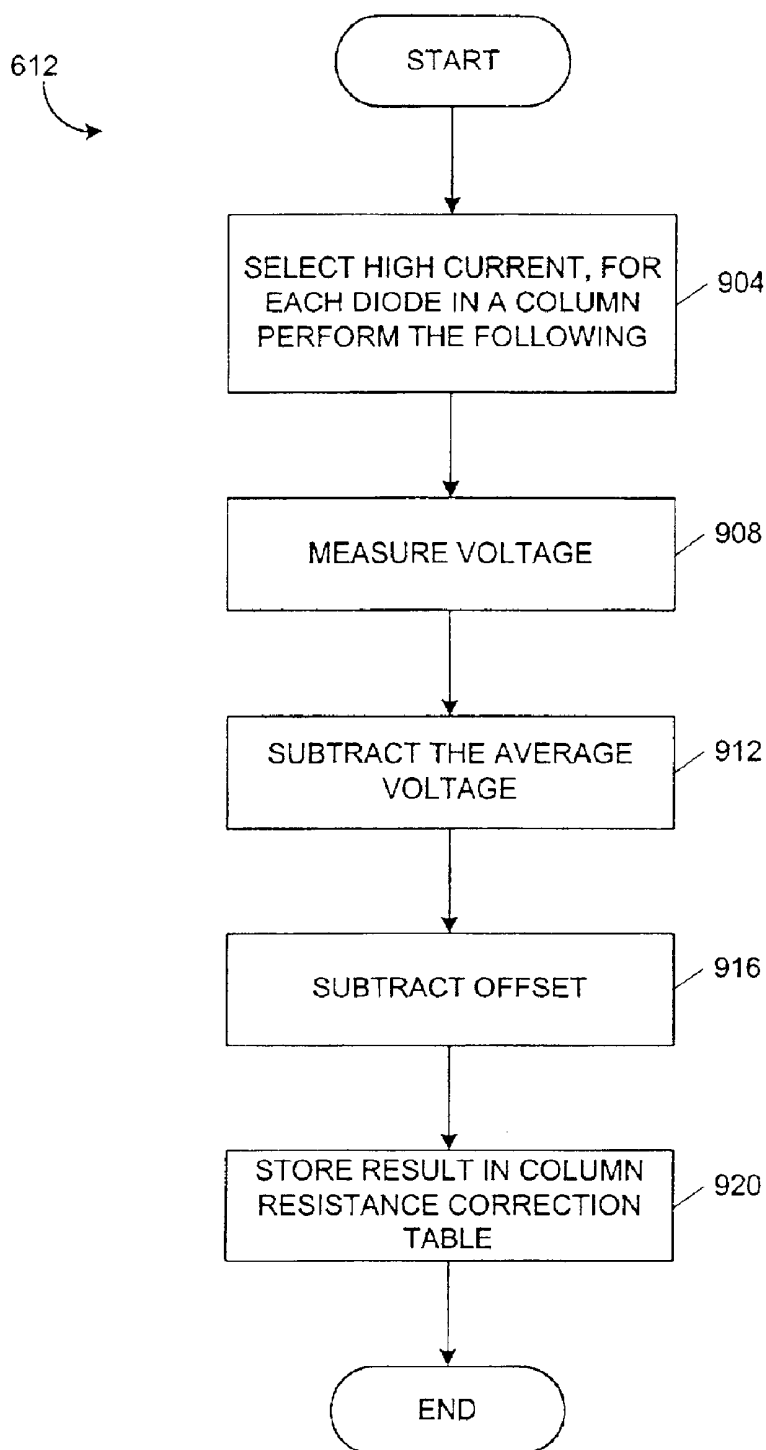 612
START
SELECT HIGH CURRENT, FOR
EACH DIODE IN A COLUMN
PERFORM THE FOLLOWING
904
MEASURE VOLTAGE
908
SUBTRACT THE AVERAGE
VOLTAGE
912
SUBTRACT OFFSET
916
STORE RESULT IN COLUMN
RESISTANCE CORRECTION
TABLE
920
END